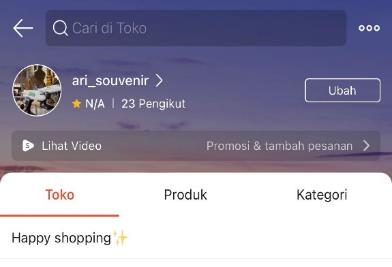 Cari di Toko
ari_souvenir
N/A | 23 Pengikut
Ubah
Lihat Video
Promosi & tambah pesanan
Toko
Produk
Kategori
Happy shopping✨